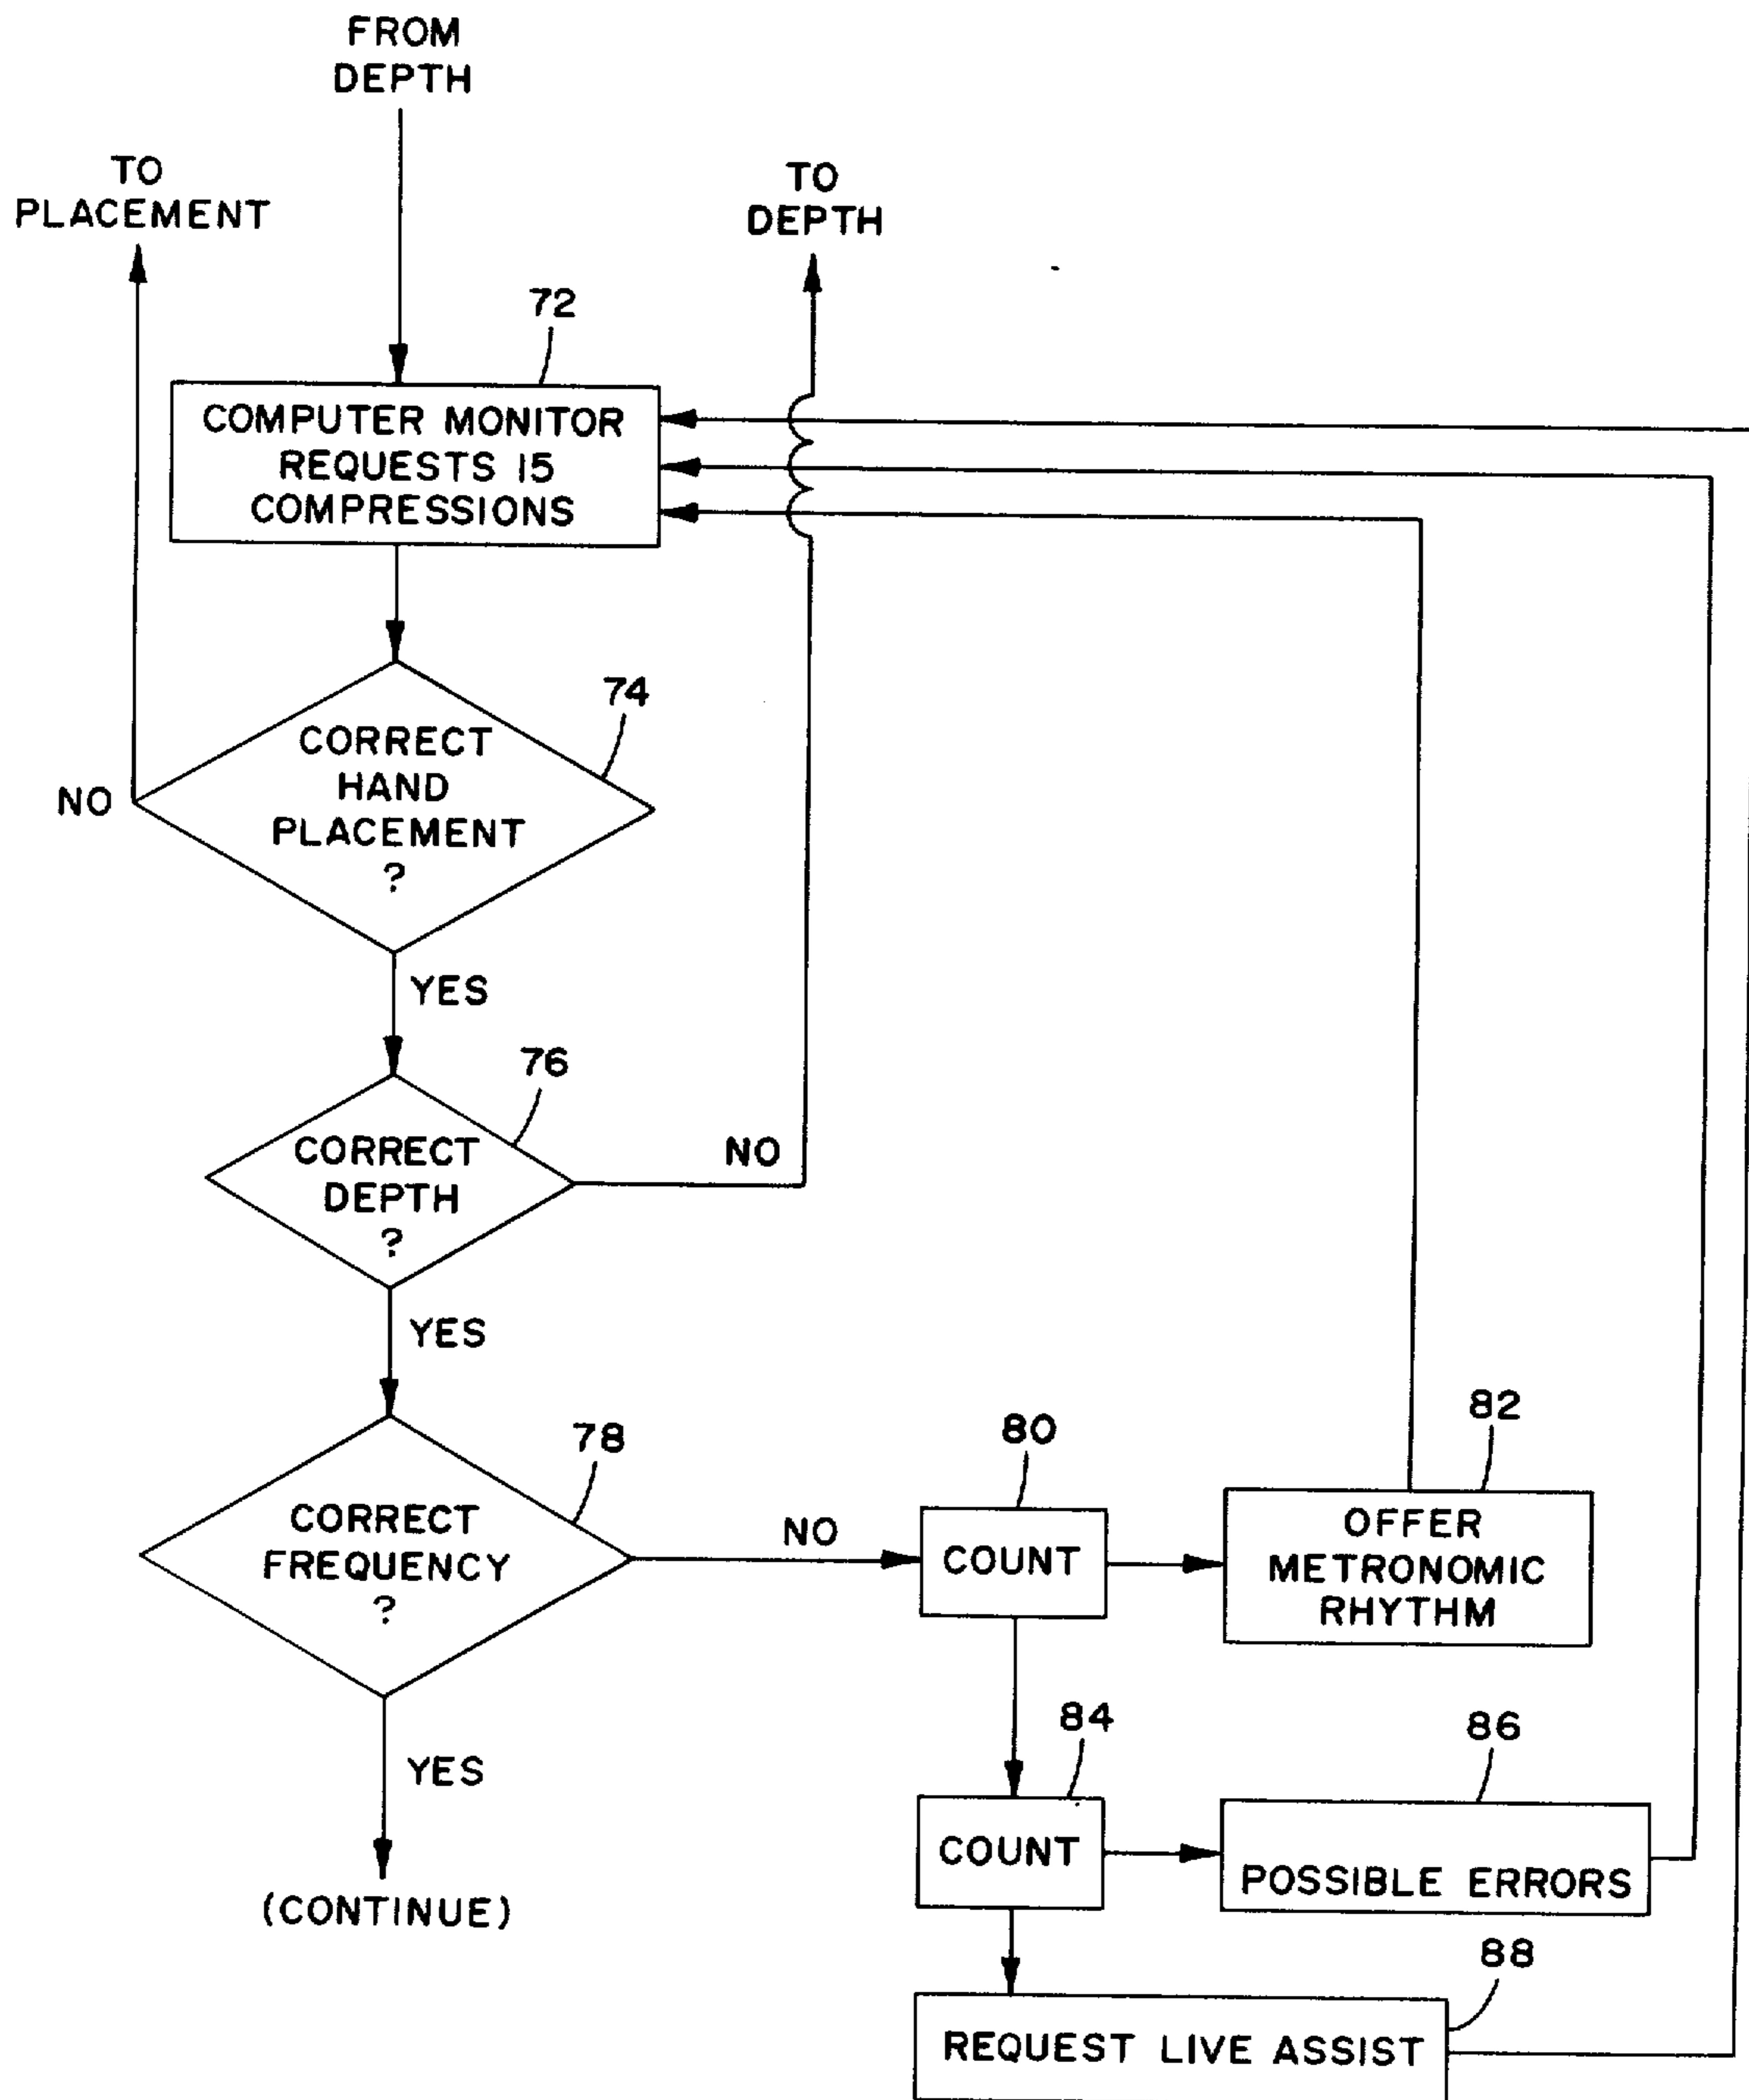 FROM
DEPTH
TO
PLACEMENT
TO
DEPTH
72
COMPUTER MONITOR
REQUESTS 15
COMPRESSIONS
74
CORRECT
HAND
PLACEMENT
?
NO
YES
76
CORRECT
DEPTH
?
NO
YES
78
CORRECT
FREQUENCY
?
NO
80
COUNT
82
OFFER
METRONOMIC
RHYTHM
YES
(CONTINUE)
84
COUNT
86
POSSIBLE ERRORS
88
REQUEST LIVE ASSIST